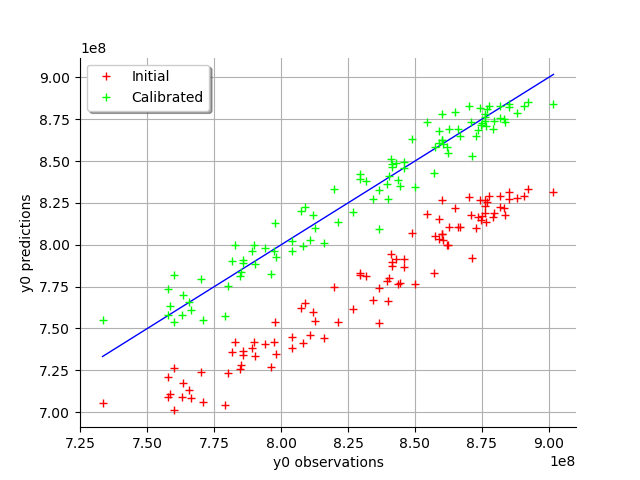 1e8
Initial
Calibrated
9.00
8.75
8.50
8.25
8.00
7.75
7.50
7.25
7.00
y0 predictions
7.25 7.50 7.75 8.00 8.25 8.50 8.75 9.00
y0 observations
1e8